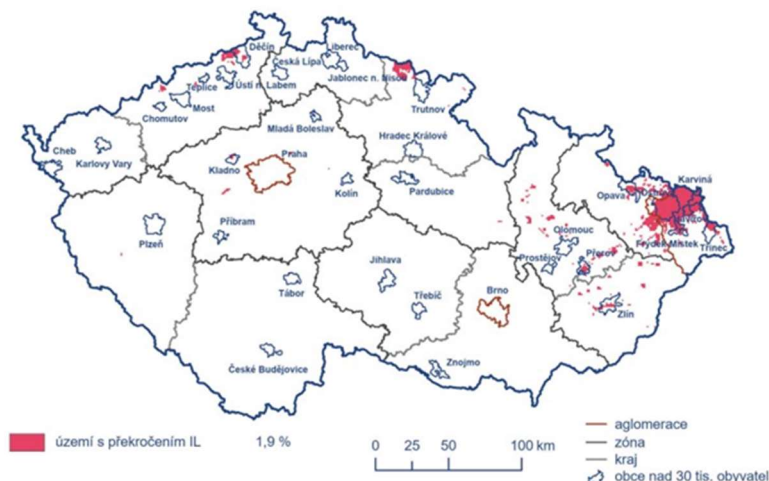 Děčín
Liberec
Česká Lípa
Teplice
Ústí n. Labem
Jablonec n. Nisou
Most
Chomutov
Trutnov
Mladá Boleslav
Hradec Králové
Cheb
Karlovy Vary
Praha
Kladno
Kolín
Pardubice
Karviná
Opava
Příbram
Plzeň
Olomouc
Přerov
Prostějov
Frýdek-Místek
Třinec
Jihlava
Tábor
Třebíč
Brno
Zlín
České Budějovice
Znojmo
území s překročením IL 1,9 %
0 25 50 100 km
aglomerace
zóna
kraj
obce nad 30 tis. obyvatel